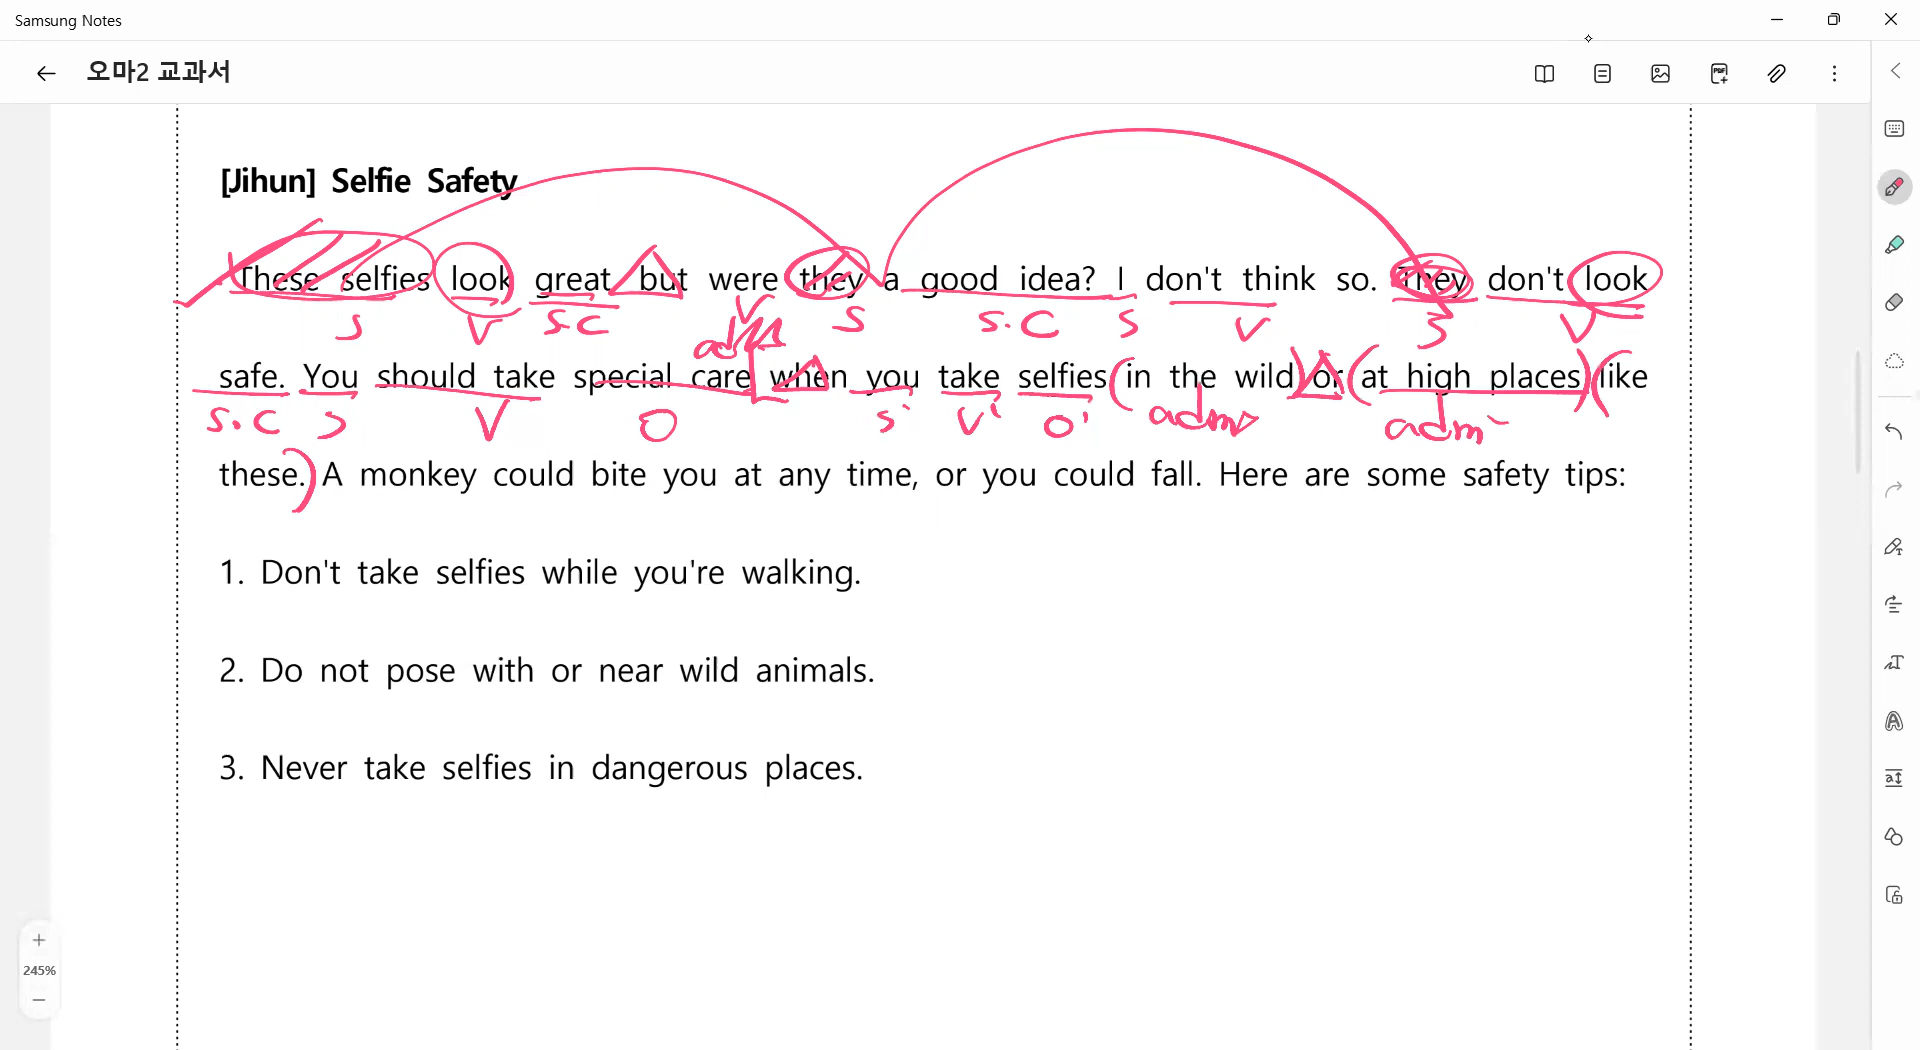 Samsung Notes
오마2 교과서
[Jihun] Selfie Safety
These selfies look great but were they a good idea? I don't think so. They don't look
S V S.C V S S.C S V S V
safe. You should take special care when you take selfies (in the wild) or (at high places) (like
S.C S V O S' V' O' adm adm
these.) A monkey could bite you at any time, or you could fall. Here are some safety tips:
1. Don't take selfies while you're walking.
2. Do not pose with or near wild animals.
3. Never take selfies in dangerous places.
245%